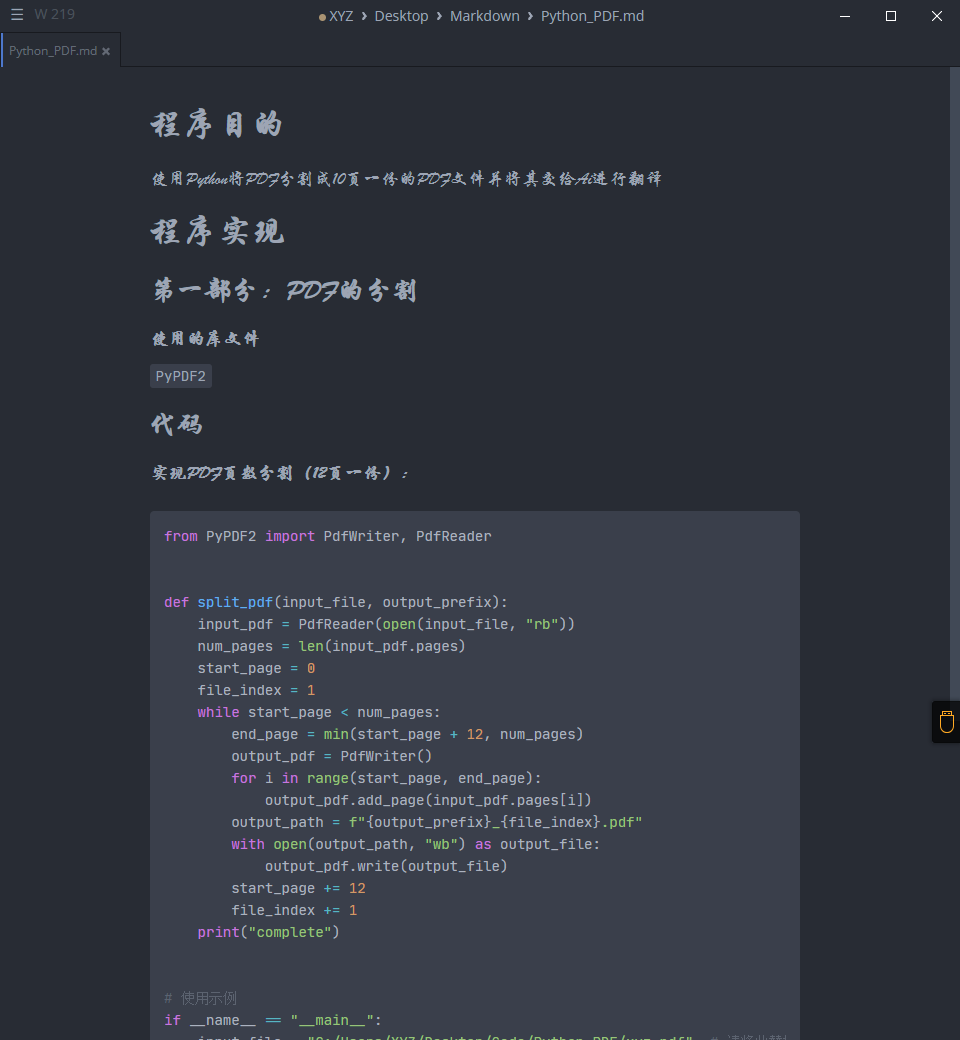 W 219
XYZ › Desktop › Markdown › Python_PDF.md
Python_PDF.md ×
程序目的
使用Python将PDF分割成10页一份的PDF文件并将其交给Ai进行翻译
程序实现
第一部分：PDF的分割
使用的库文件
PyPDF2
代码
实现PDF页数分割（12页一份）：
from PyPDF2 import PdfWriter, PdfReader
def split_pdf(input_file, output_prefix):
    input_pdf = PdfReader(open(input_file, "rb"))
    num_pages = len(input_pdf.pages)
    start_page = 0
    file_index = 1
    while start_page < num_pages:
        end_page = min(start_page + 12, num_pages)
        output_pdf = PdfWriter()
        for i in range(start_page, end_page):
            output_pdf.add_page(input_pdf.pages[i])
        output_path = f"{output_prefix}_{file_index}.pdf"
        with open(output_path, "wb") as output_file:
            output_pdf.write(output_file)
        start_page += 12
        file_index += 1
    print("complete")
# 使用示例
if __name__ == "__main__":